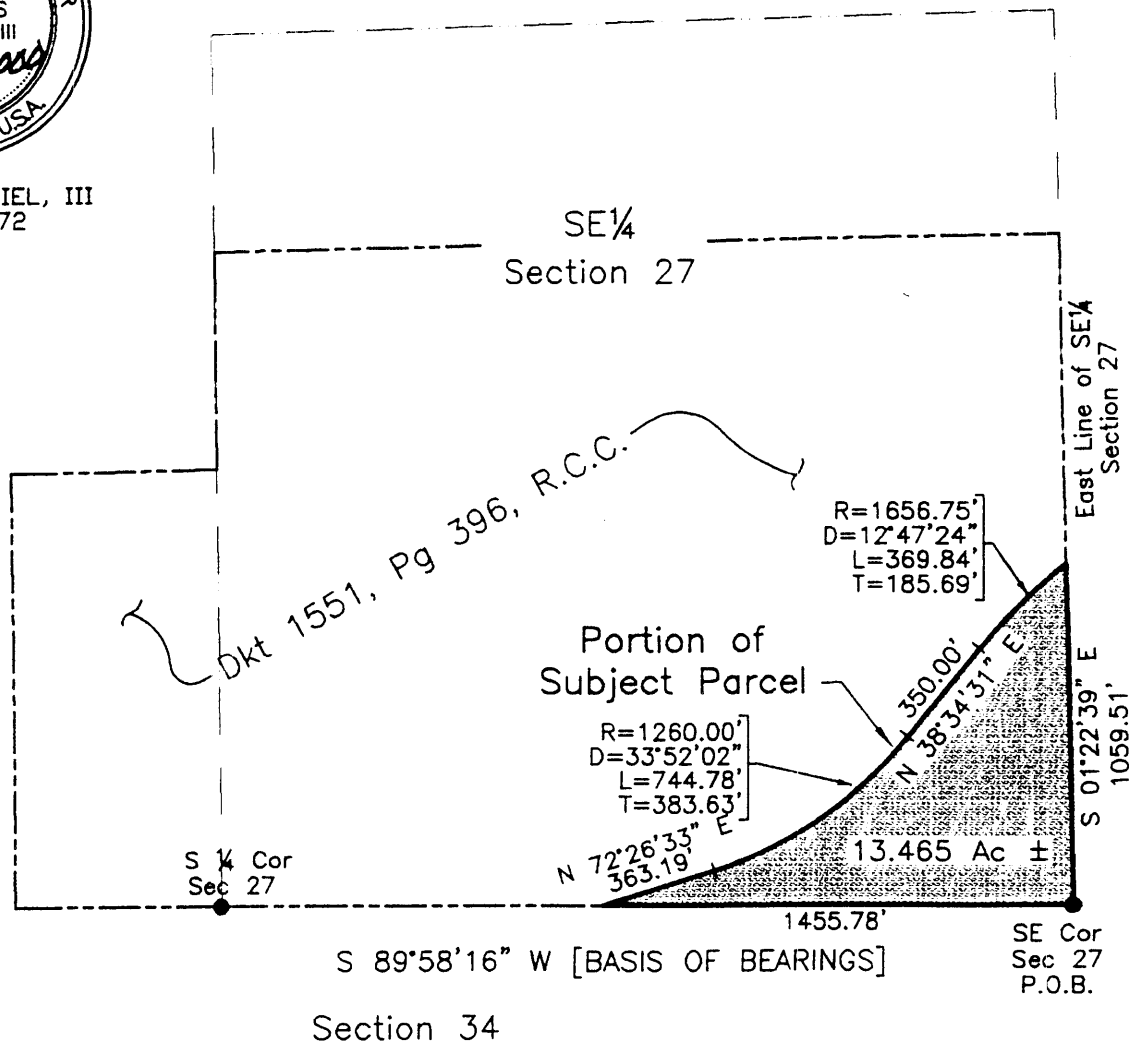 S
III
U.S.A.
IEL, III
72
SE¼
Section 27
East Line of SE¼
Section 27
Dkt 1551, Pg 396, R.C.C.
R=1656.75'
D=12°47'24"
L=369.84'
T=185.69'
Portion of
Subject Parcel
350.00'
N 38°34'31" E
R=1260.00'
D=33°52'02"
L=744.78'
T=383.63'
S 01°22'39" E
1059.51'
N 72°26'33" E
363.19'
13.465 Ac ±
S ¼ Cor
Sec 27
1455.78'
SE Cor
Sec 27
P.O.B.
S 89°58'16" W [BASIS OF BEARINGS]
Section 34